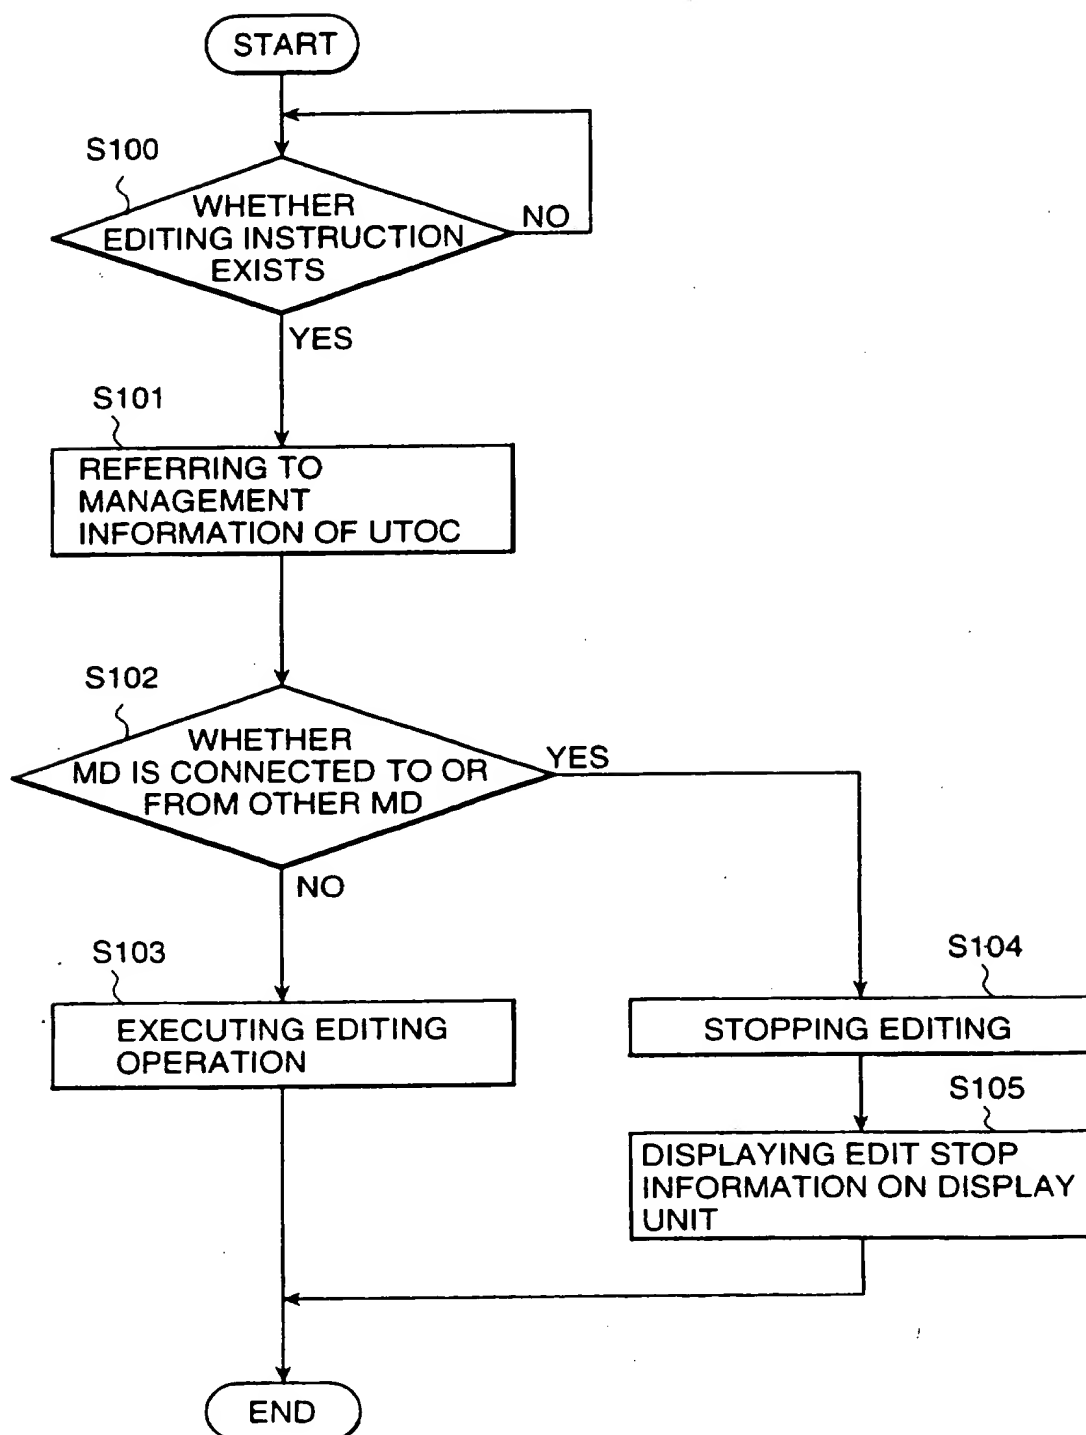 START
S100
WHETHER
EDITING INSTRUCTION
EXISTS
NO
YES
S101
REFERRING TO
MANAGEMENT
INFORMATION OF UTOC
S102
WHETHER
MD IS CONNECTED TO OR
FROM OTHER MD
YES
NO
S103
EXECUTING EDITING
OPERATION
S104
STOPPING EDITING
S105
DISPLAYING EDIT STOP
INFORMATION ON DISPLAY
UNIT
END